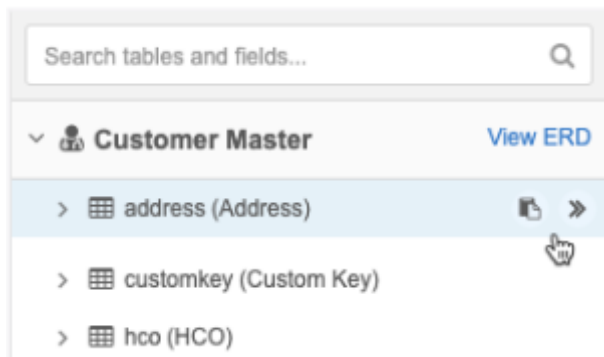 Search tables and fields...
Customer Master View ERD
address (Address)
customkey (Custom Key)
hco (HCO)